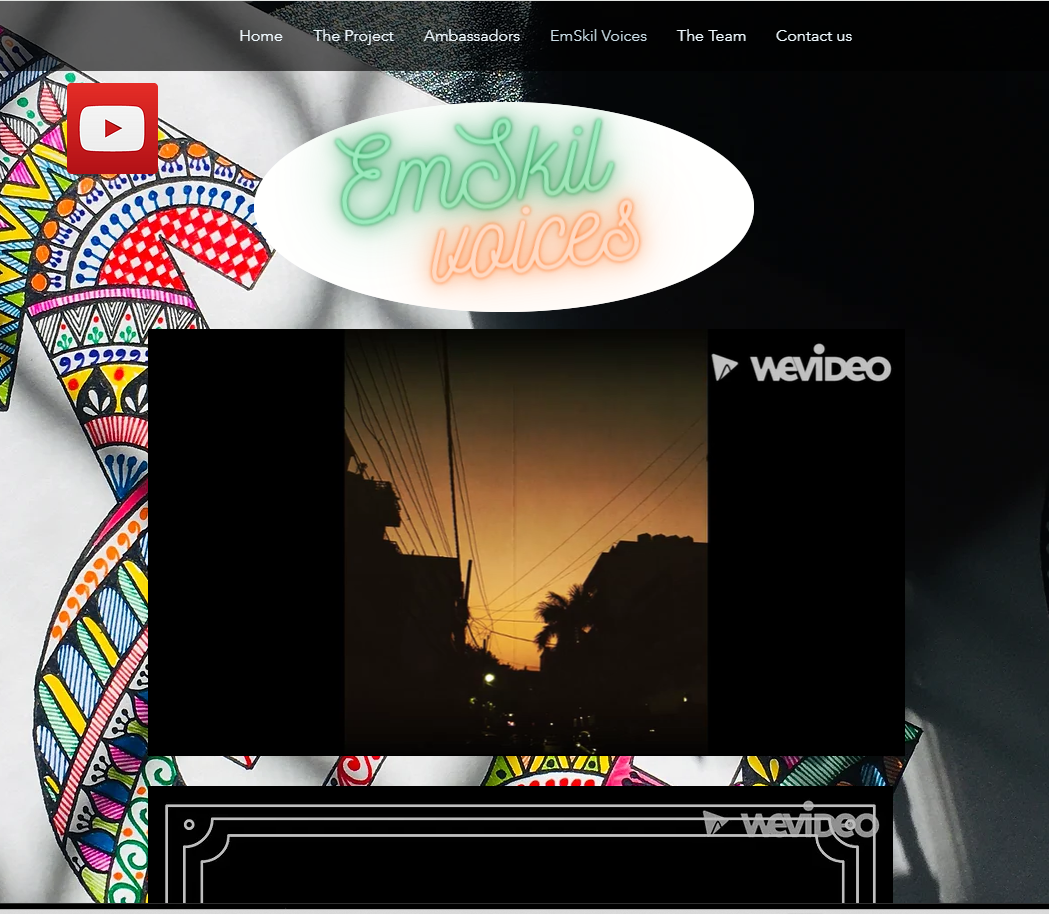 Home The Project Ambassadors EmSkil Voices The Team Contact us
EmSkil
voices
WEVIDEO
WEVIDEO